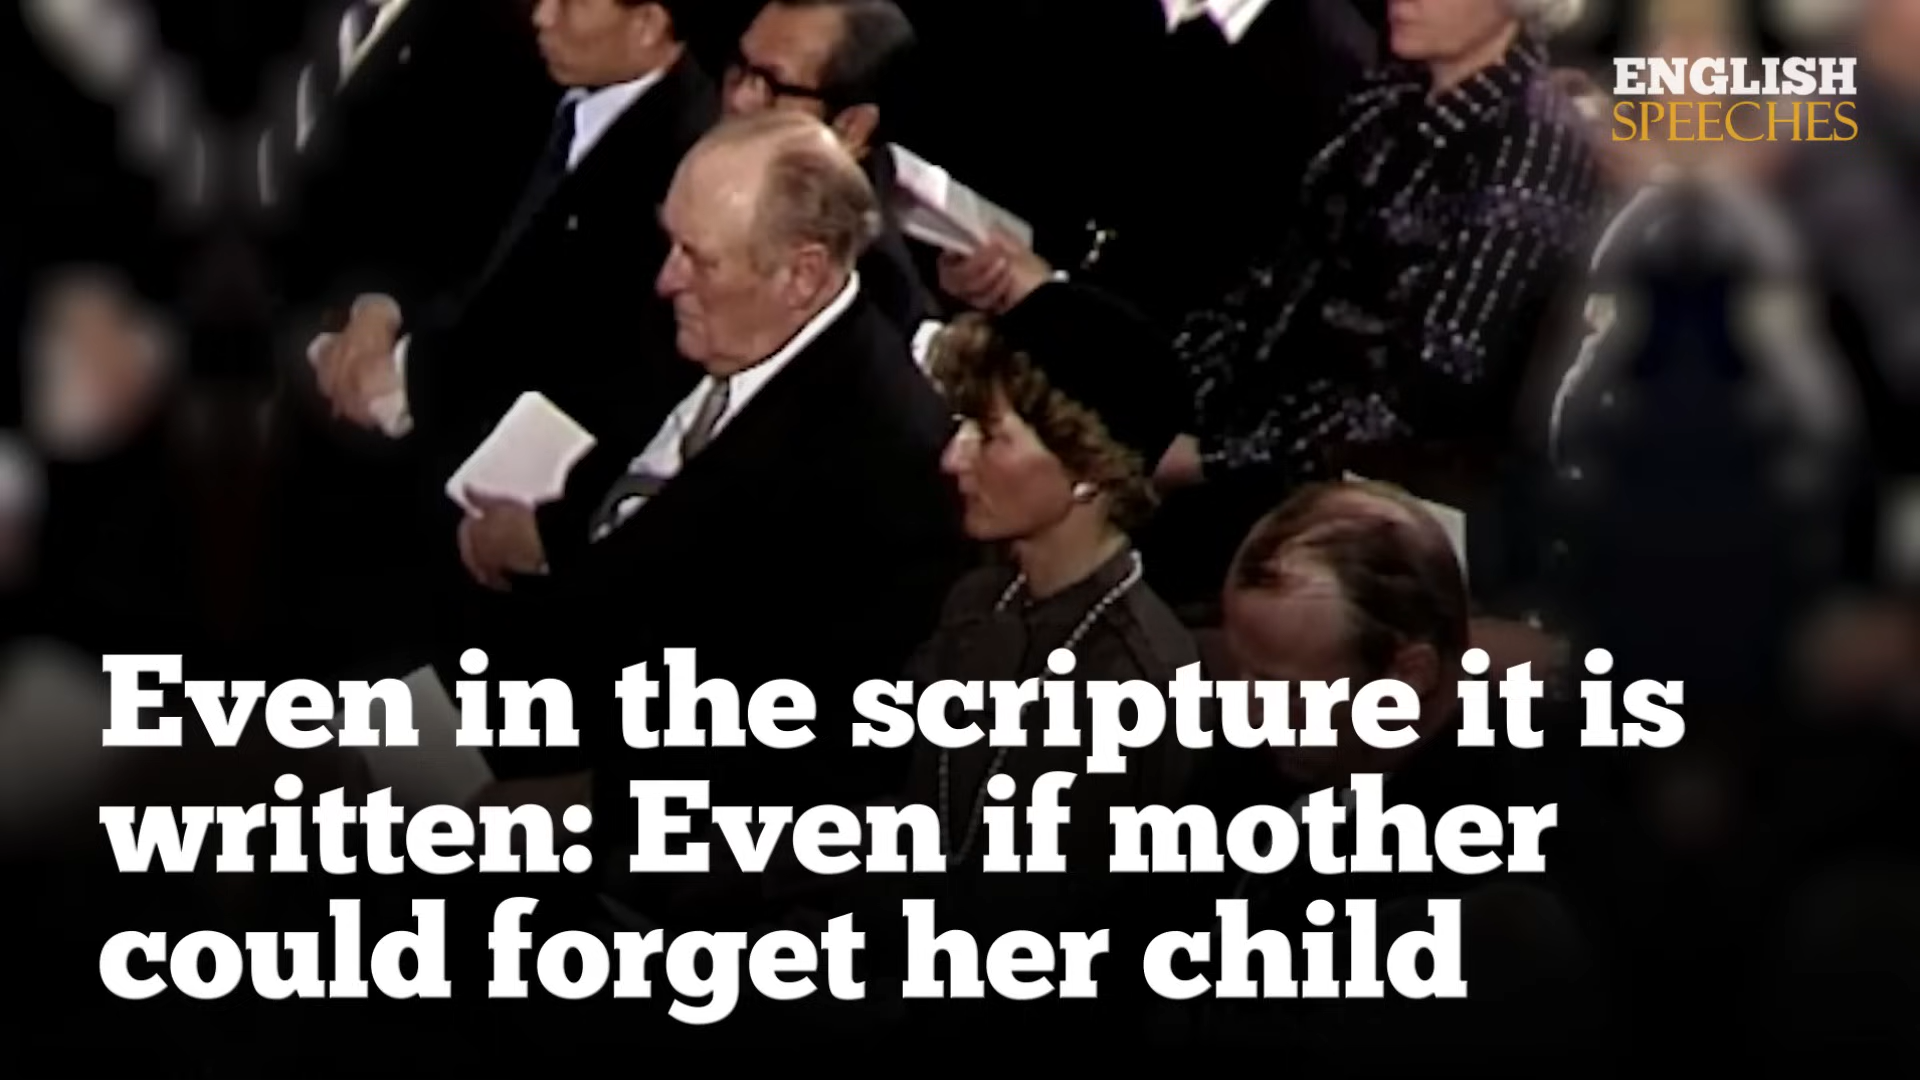 ENGLISH
SPEECHES
Even in the scripture it is
written: Even if mother
could forget her child